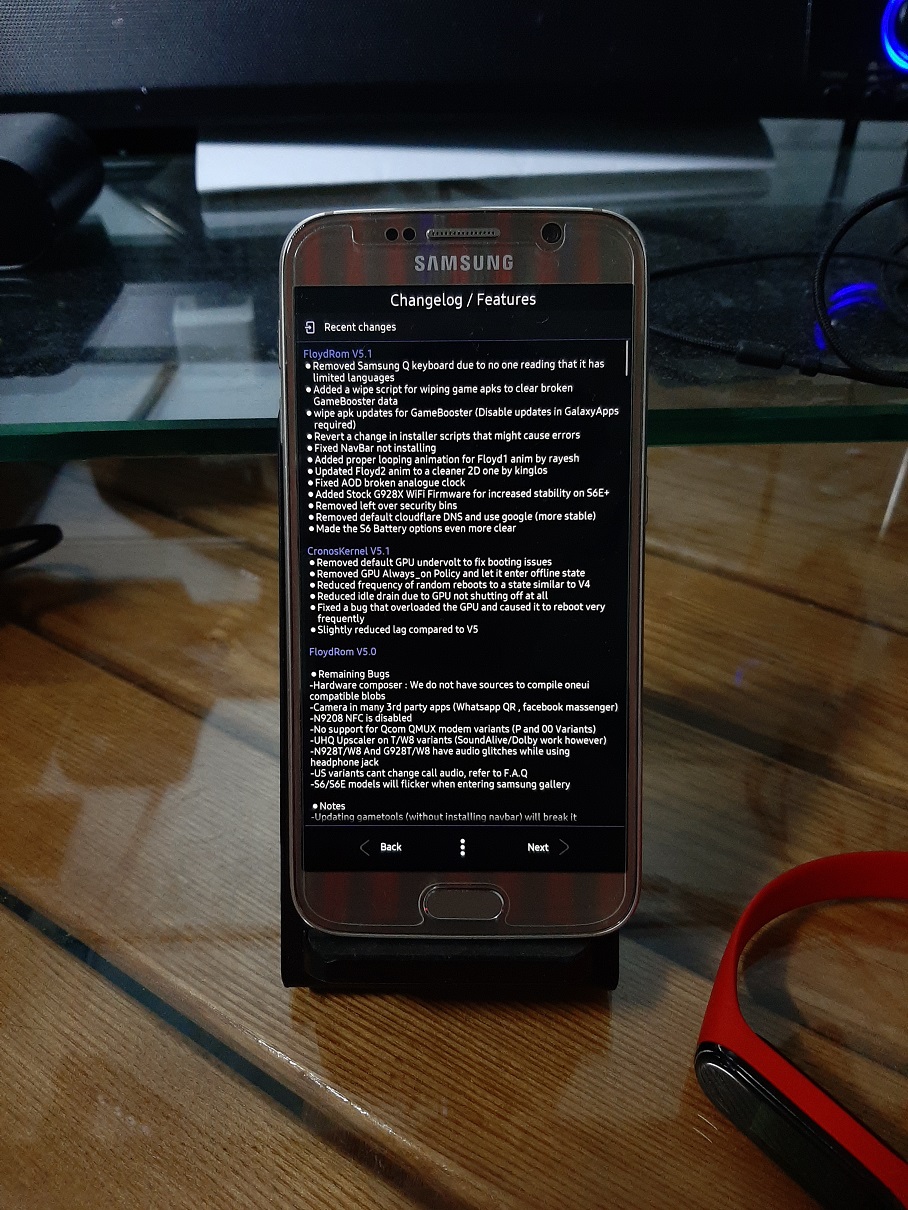 SAMSUNG
Changelog / Features
Recent changes
FloydRom V5.1
● Removed Samsung Q keyboard due to no one reading that it has
limited languages
● Added a wipe script for wiping game apks to clear broken
GameBooster data
● wipe apk updates for GameBooster (Disable updates in GalaxyApps
required)
● Revert a change in installer scripts that might cause errors
● Fixed NavBar not installing
● Added proper looping animation for Floyd1 anim by rayesh
● Updated Floyd2 anim to a cleaner 2D one by kinglos
● Fixed AOD broken analogue clock
● Added Stock G928X WiFi Firmware for increased stability on S6E+
● Removed left over security bins
● Removed default cloudflare DNS and use google (more stable)
● Made the S6 Battery options even more clear
CronosKernel V5.1
● Removed default GPU undervolt to fix booting issues
● Removed GPU Always_on Policy and let it enter offline state
● Reduced frequency of random reboots to a state similar to V4
● Reduced idle drain due to GPU not shutting off at all
● Fixed a bug that overloaded the GPU and caused it to reboot very
frequently
● Slightly reduced lag compared to V5
FloydRom V5.0
● Remaining Bugs
-Hardware composer : We do not have sources to compile oneui
compatible blobs
-Camera in many 3rd party apps (Whatsapp QR , facebook massenger)
-N9208 NFC is disabled
-No support for Qcom QMUX modem variants (P and 00 Variants)
-UHQ Upscaler on T/W8 variants (SoundAlive/Dolby work however)
-N928T/W8 And G928T/W8 have audio glitches while using
headphone jack
-US variants cant change call audio, refer to F.A.Q
-S6/S6E models will flicker when entering samsung gallery
● Notes
-Updating gametools (without installing navbar) will break it
Back
Next